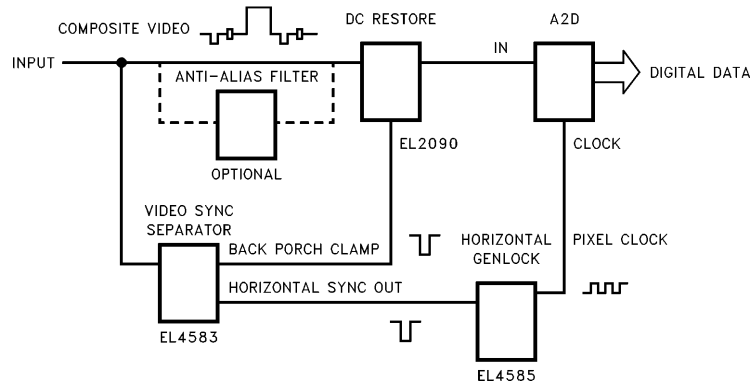 DC RESTORE
A2D
COMPOSITE VIDEO
IN
INPUT
ANTI-ALIAS FILTER
DIGITAL DATA
EL2090
CLOCK
OPTIONAL
VIDEO SYNC
SEPARATOR
BACK PORCH CLAMP
HORIZONTAL
GENLOCK
PIXEL CLOCK
HORIZONTAL SYNC OUT
EL4583
EL4585